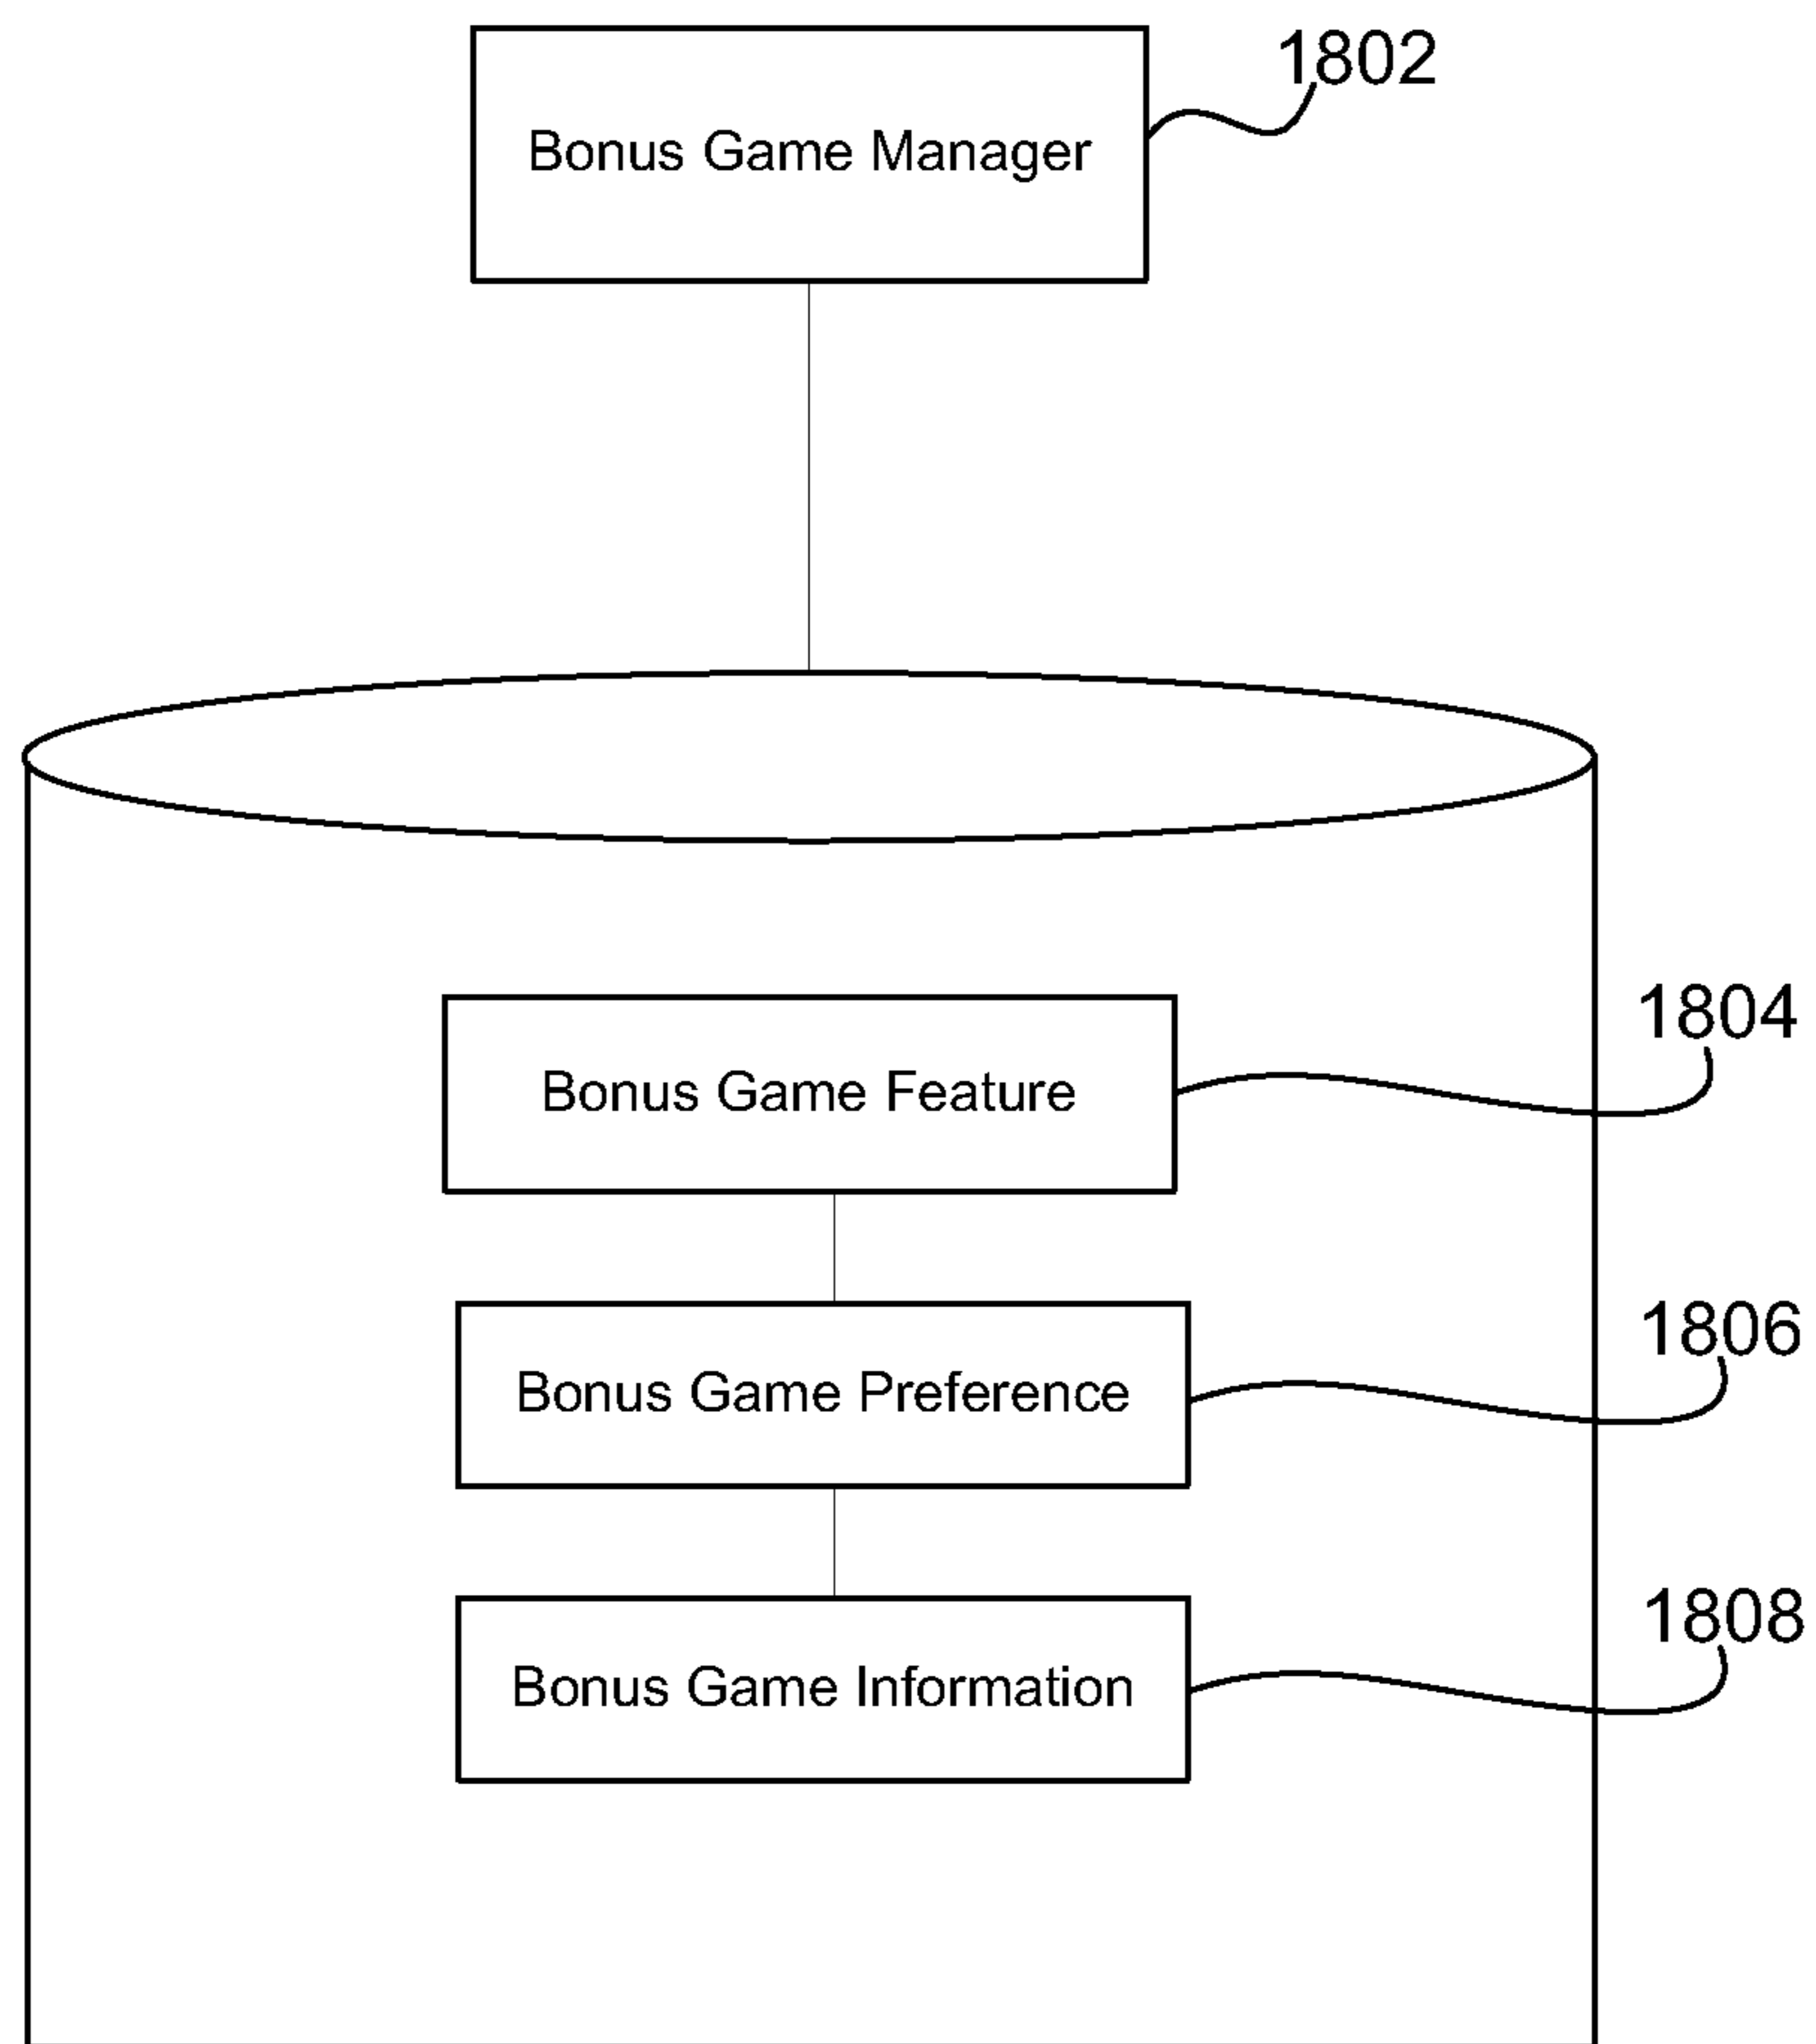 1802
Bonus Game Manager
1804
Bonus Game Feature
1806
Bonus Game Preference
1808
Bonus Game Information